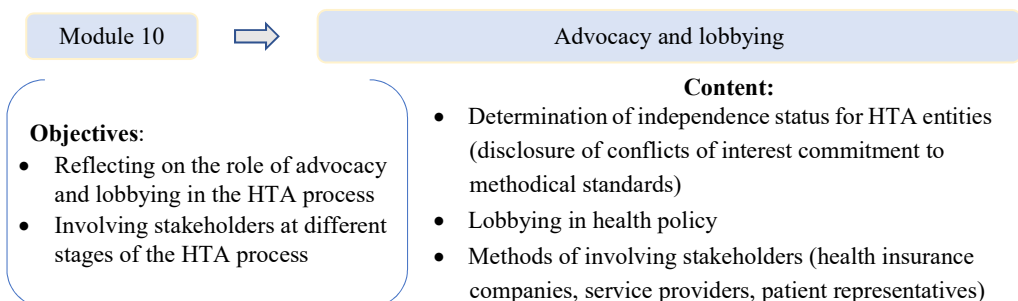 Module 10
Advocacy and lobbying
Objectives:
• Reflecting on the role of advocacy
and lobbying in the HTA process
• Involving stakeholders at different
stages of the HTA process
Content:
• Determination of independence status for HTA entities
(disclosure of conflicts of interest commitment to
methodical standards)
• Lobbying in health policy
• Methods of involving stakeholders (health insurance
companies, service providers, patient representatives)